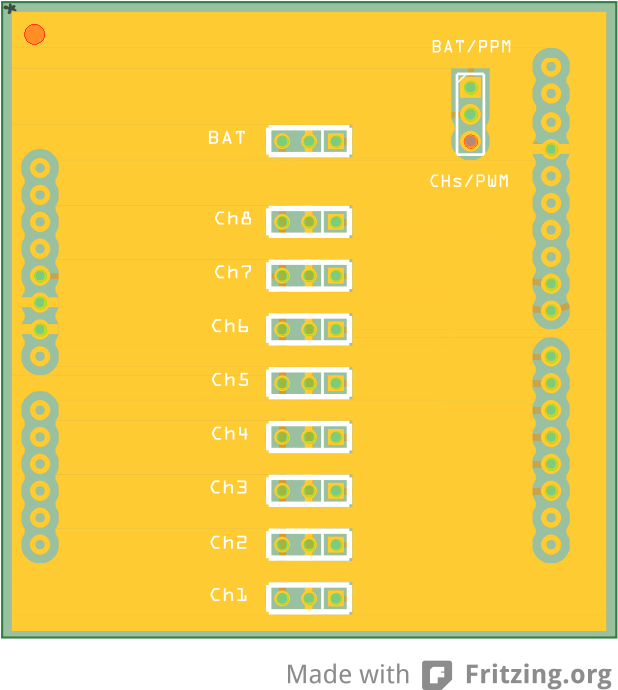 BAT/PPM
BAT
CHs/PWM
Ch8
Ch7
Ch6
Ch5
Ch4
Ch3
Ch2
Ch1
Made with Fritzing.org